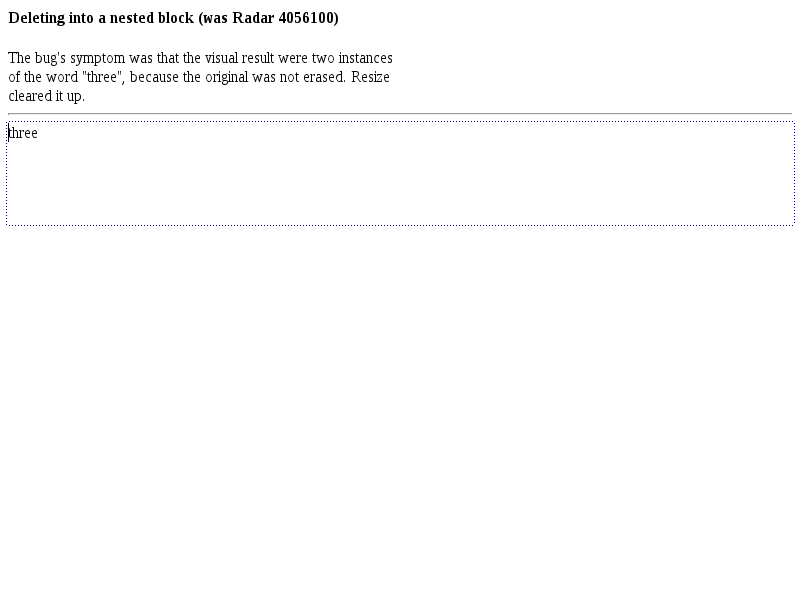 Deleting into a nested block (was Radar 4056100)
The bug's symptom was that the visual result were two instances
of the word "three", because the original was not erased. Resize
cleared it up.
three